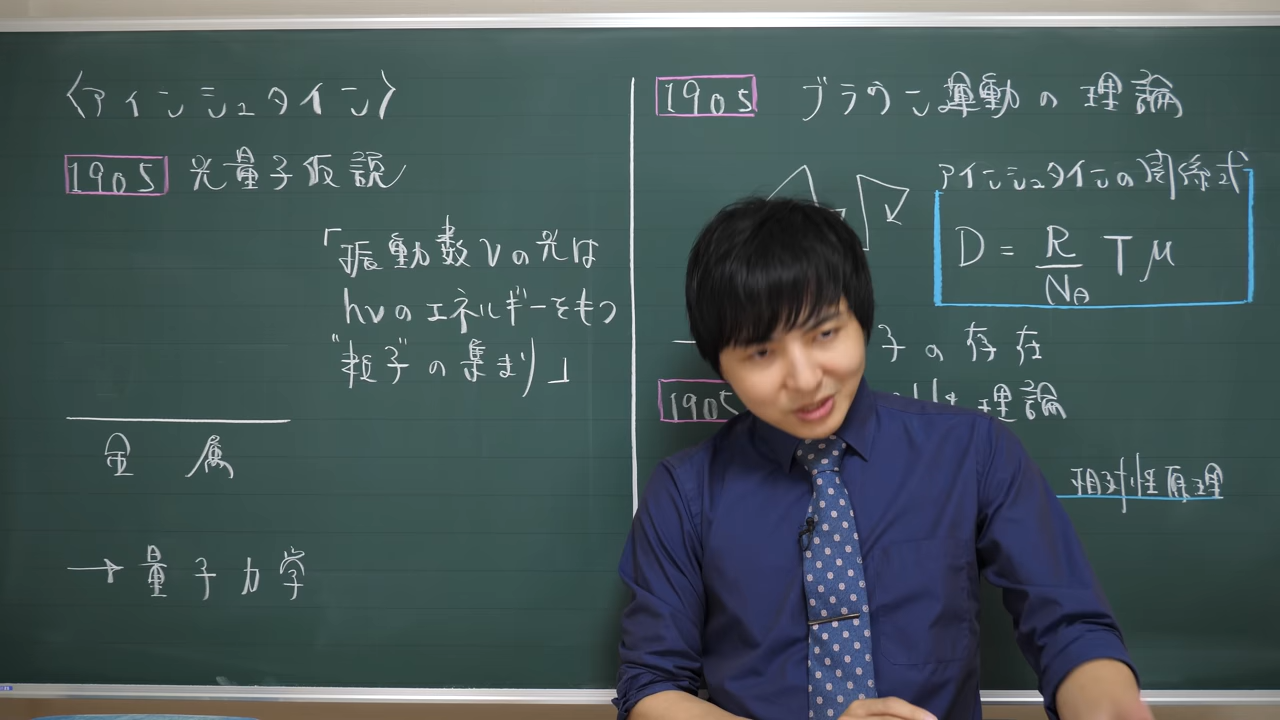 〈アインシュタイン〉
1905 光量子仮説
「振動数νの光は
hνのエネルギーをもつ
"粒子"の集まり」
金属
→量子力学
1905 ブラウン運動の理論
アインシュタインの関係式
D = R/NA Tμ
子の存在
1905 理論
相対性原理